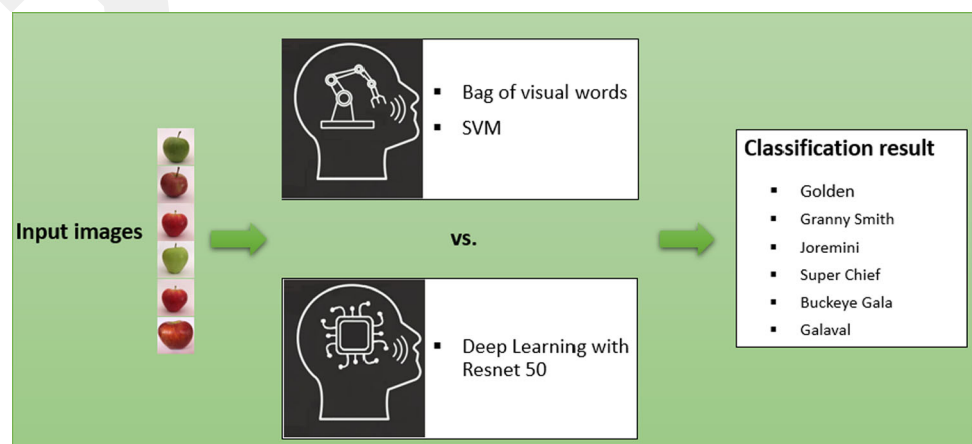 Input images
▪ Bag of visual words
▪ SVM
vs.
▪ Deep Learning with
Resnet 50
Classification result
▪ Golden
▪ Granny Smith
▪ Joremini
▪ Super Chief
▪ Buckeye Gala
▪ Galaval